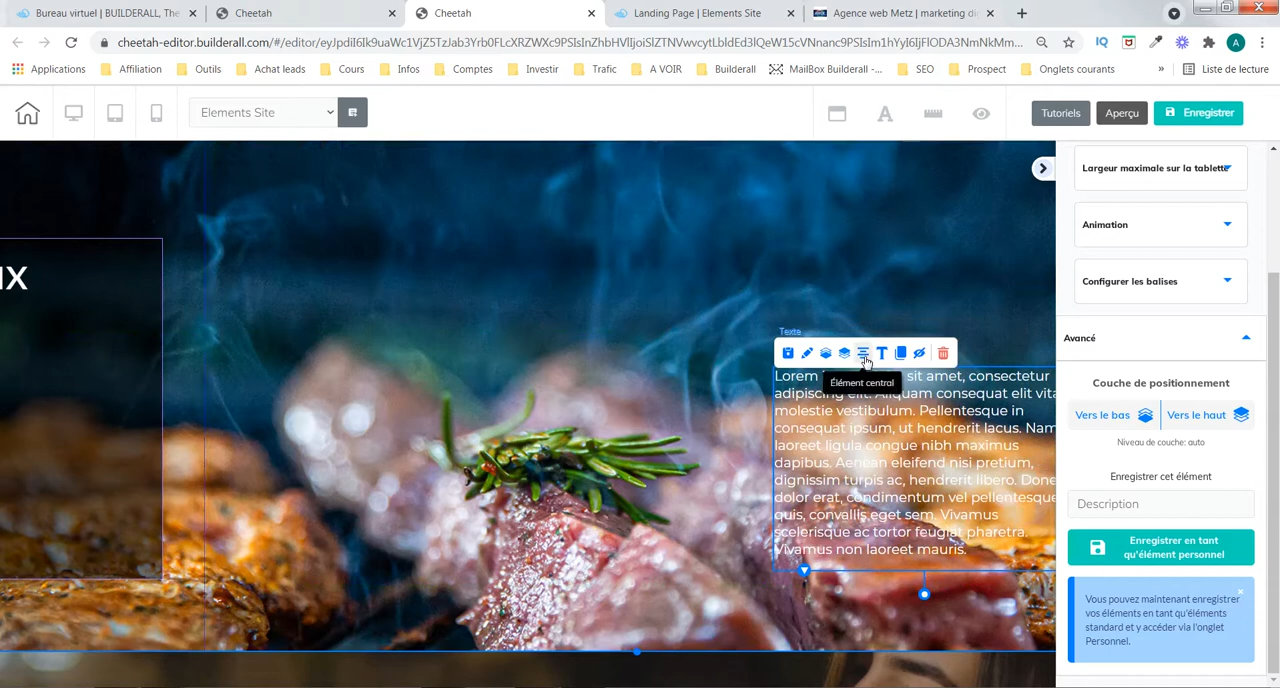 Bureau virtuel | BUILDERALL, The
Cheetah
Cheetah
Landing Page | Elements Site
Agence web Metz | marketing di
Applications
Affiliation
Outils
Achat leads
Cours
Infos
Comptes
Investir
Trafic
A VOIR
Builderall
MailBox Builderall -...
SEO
Prospect
Onglets courants
»
Liste de lecture
IQ
A
Elements Site
Tutoriels
Aperçu
Enregistrer
Largeur maximale sur la tablette
Animation
Configurer les balises
Avancé
Couche de positionnement
Vers le bas
Vers le haut
Niveau de couche: auto
Enregistrer cet élément
Description
Enregistrer en tant
qu'élément personnel
Vous pouvez maintenant enregistrer
vos éléments en tant qu'éléments
standard et y accéder via l'onglet
Personnel.
IX
Texte
Élément central
Lorem sit amet, consectetur
adipiscing elit. Aliquam consequat elit vita
molestie vestibulum. Pellentesque in
consequat ipsum, ut hendrerit lacus. Nam
laoreet ligula congue nibh maximus
dapibus. Aenean eleifend nisi pretium,
dignissim turpis ac, hendrerit libero. Done
dolor erat, condimentum vel pellentesque
quis, convallis eget sem. Vivamus
scelerisque ac tortor feugiat pharetra.
Vivamus non laoreet mauris.